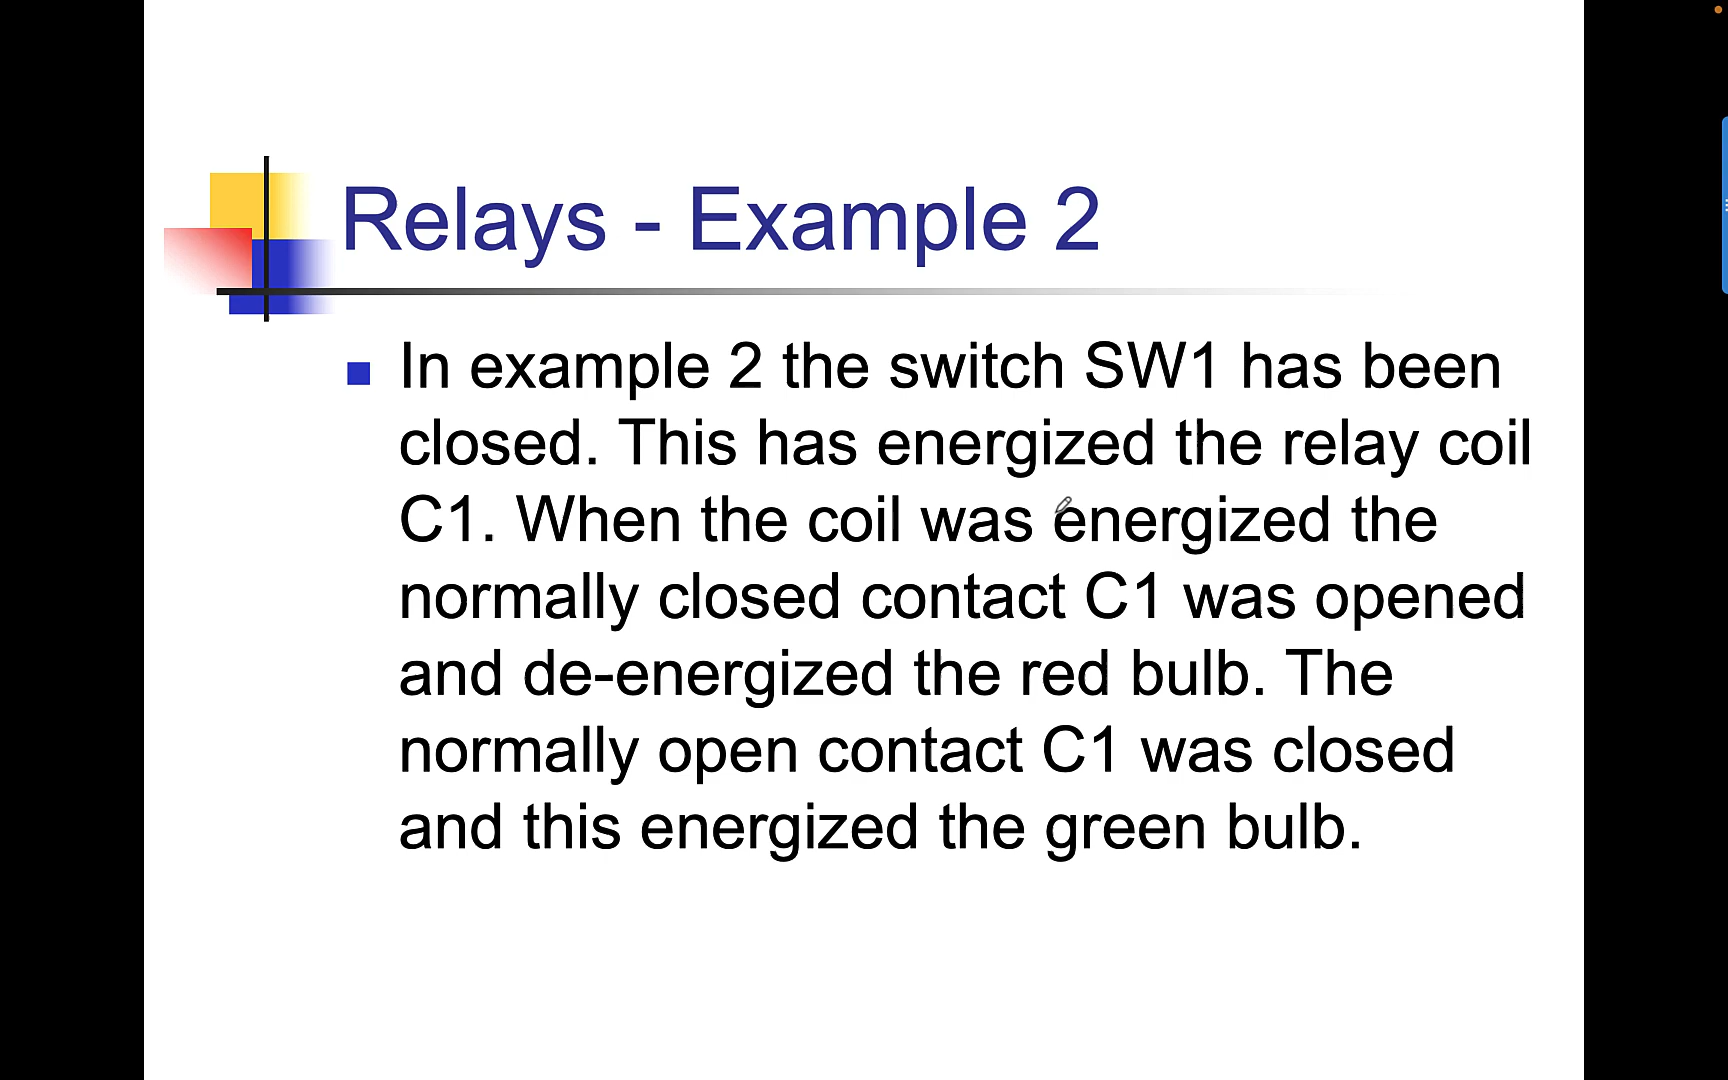 Relays - Example 2
In example 2 the switch SW1 has been
closed. This has energized the relay coil
C1. When the coil was energized the
normally closed contact C1 was opened
and de-energized the red bulb. The
normally open contact C1 was closed
and this energized the green bulb.